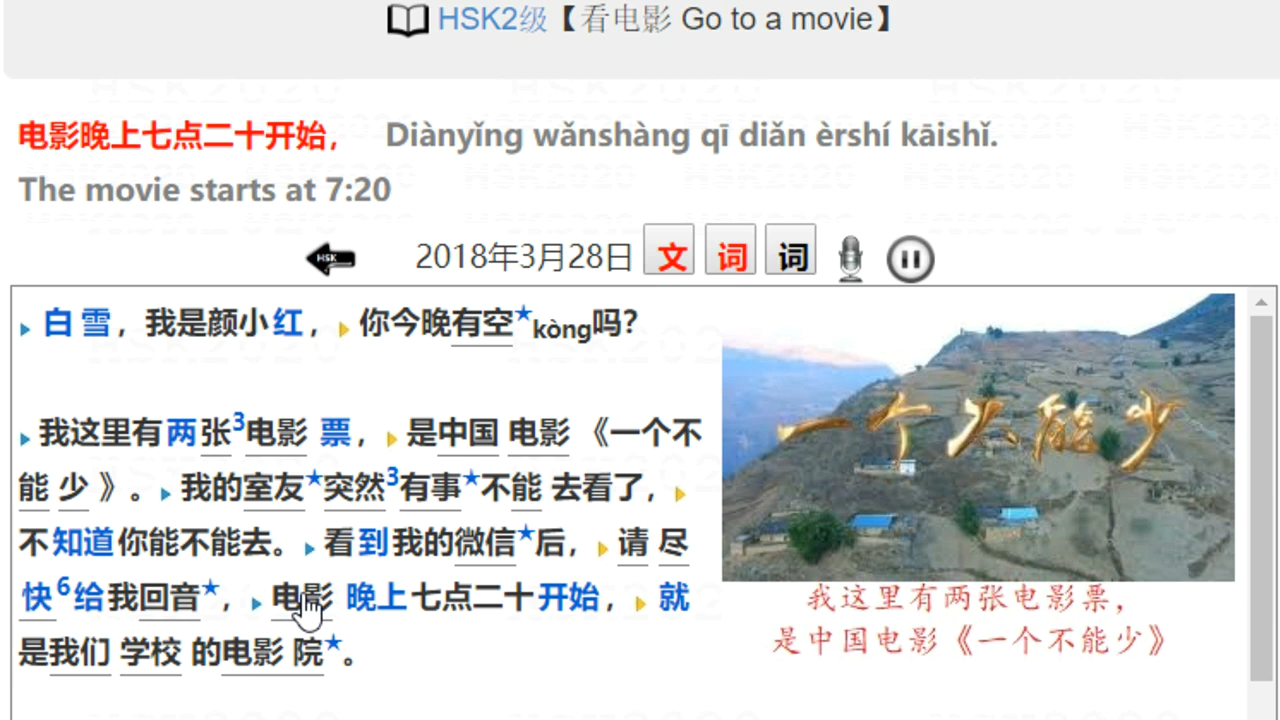 HSK2级【看电影 Go to a movie】
电影晚上七点二十开始， Diànyǐng wǎnshàng qī diǎn èrshí kāishǐ.
The movie starts at 7:20
HSK 2018年3月28日 文 词 词
白雪，我是颜小红，你今晚有空★kòng吗？
我这里有两张3电影 票，是中国 电影 《一个不
能 少 》。我的室友★突然3有事★不能 去看了，
不知道你能不能去。看到我的微信★后，请 尽
快6给我回音★，电影 晚上七点二十开始，就
是我们 学校 的电影 院★。
一个不能少
我这里有两张电影票，
是中国电影《一个不能少》